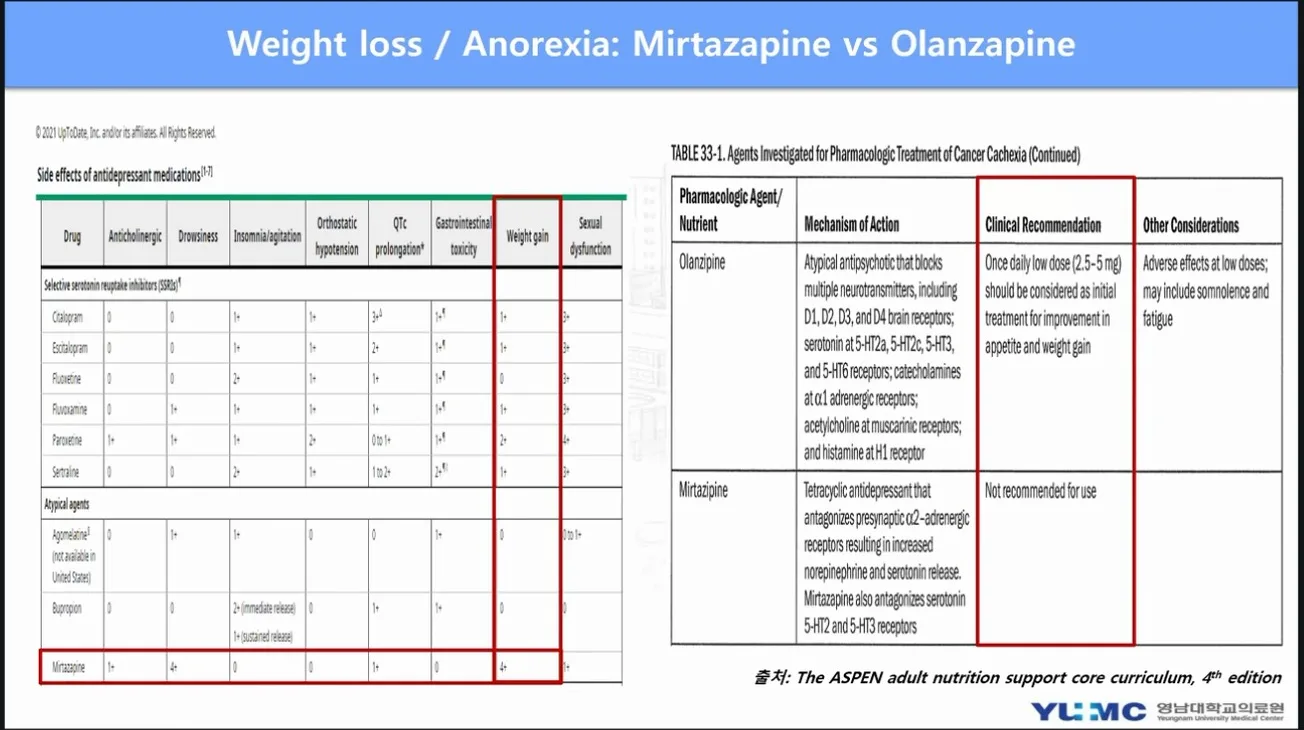 Weight loss / Anorexia: Mirtazapine vs Olanzapine
© 2021 UpToDate, Inc. and/or its affiliates. All Rights Reserved.
Side effects of antidepressant medications[1-7]
Drug Anticholinergic Drowsiness Insomnia/agitation Orthostatic hypotension QTc prolongation* Gastrointestinal toxicity Weight gain Sexual dysfunction
Selective serotonin reuptake inhibitors (SSRIs)¶
Citalopram 0 0 1+ 1+ 3+Δ 1+¶ 1+ 3+
Escitalopram 0 0 1+ 1+ 2+ 1+¶ 1+ 3+
Fluoxetine 0 0 2+ 1+ 1+ 1+¶ 0 3+
Fluvoxamine 0 1+ 1+ 1+ 1+ 1+¶ 1+ 3+
Paroxetine 1+ 1+ 1+ 2+ 0 to 1+ 1+¶ 2+ 4+
Sertraline 0 0 2+ 1+ 1 to 2+ 2+ 1+ 3+
Atypical agents
Agomelatine 0 1+ 1+ 0 0 1+ 0 0 to 1+
(not available in
United States)
Bupropion 0 0 2+ (immediate release) 0 1+ 1+ 0 0
1+ (sustained release)
Mirtazapine 1+ 4+ 0 0 1+ 0 4+ 1+
TABLE 33-1. Agents Investigated for Pharmacologic Treatment of Cancer Cachexia (Continued)
Pharmacologic Agent/
Nutrient
Mechanism of Action
Clinical Recommendation
Other Considerations
Olanzipine
Atypical antipsychotic that blocks
multiple neurotransmitters, including
D1, D2, D3, and D4 brain receptors;
serotonin at 5-HT2a, 5-HT2c, 5-HT3,
and 5-HT6 receptors; catecholamines
at α1 adrenergic receptors;
acetylcholine at muscarinic receptors;
and histamine at H1 receptor
Once daily low dose (2.5–5 mg)
should be considered as initial
treatment for improvement in
appetite and weight gain
Adverse effects at low doses;
may include somnolence and
fatigue
Mirtazipine
Tetracyclic antidepressant that
antagonizes presynaptic α2-adrenergic
receptors resulting in increased
norepinephrine and serotonin release.
Mirtazapine also antagonizes serotonin
5-HT2 and 5-HT3 receptors
Not recommended for use
출처: The ASPEN adult nutrition support core curriculum, 4th edition
YUMC 영남대학교의료원
Yeungnam University Medical Center